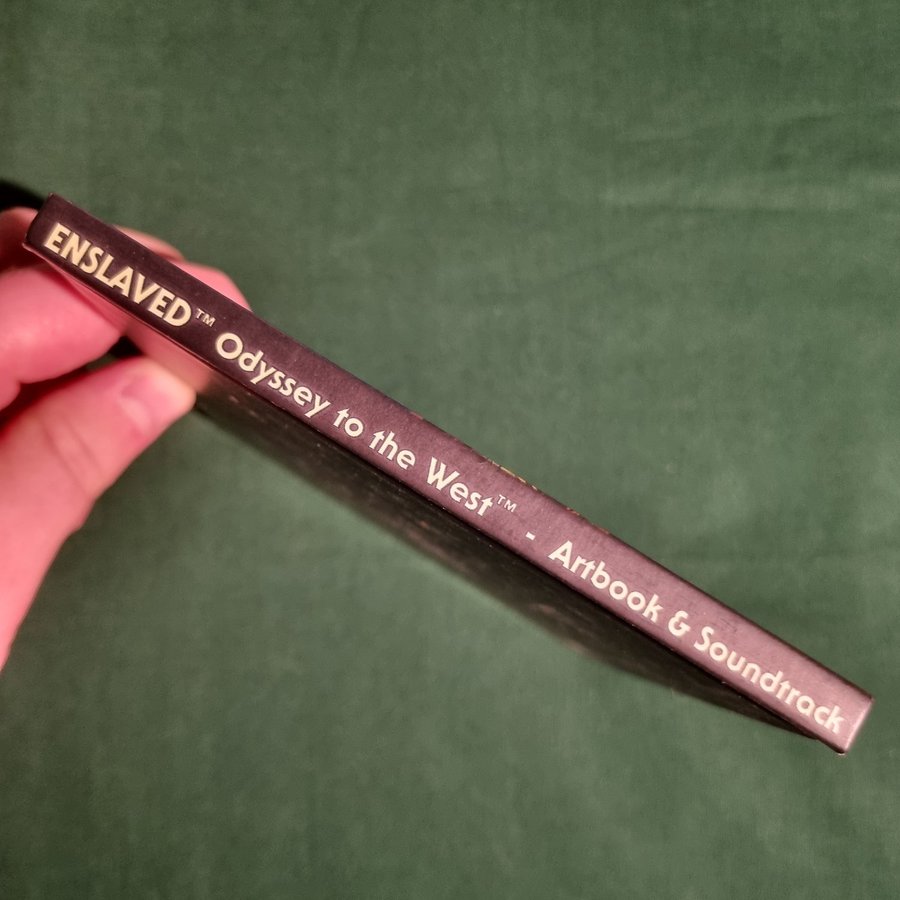 ENSLAVED™ Odyssey to the West™ - Artbook & Soundtrack